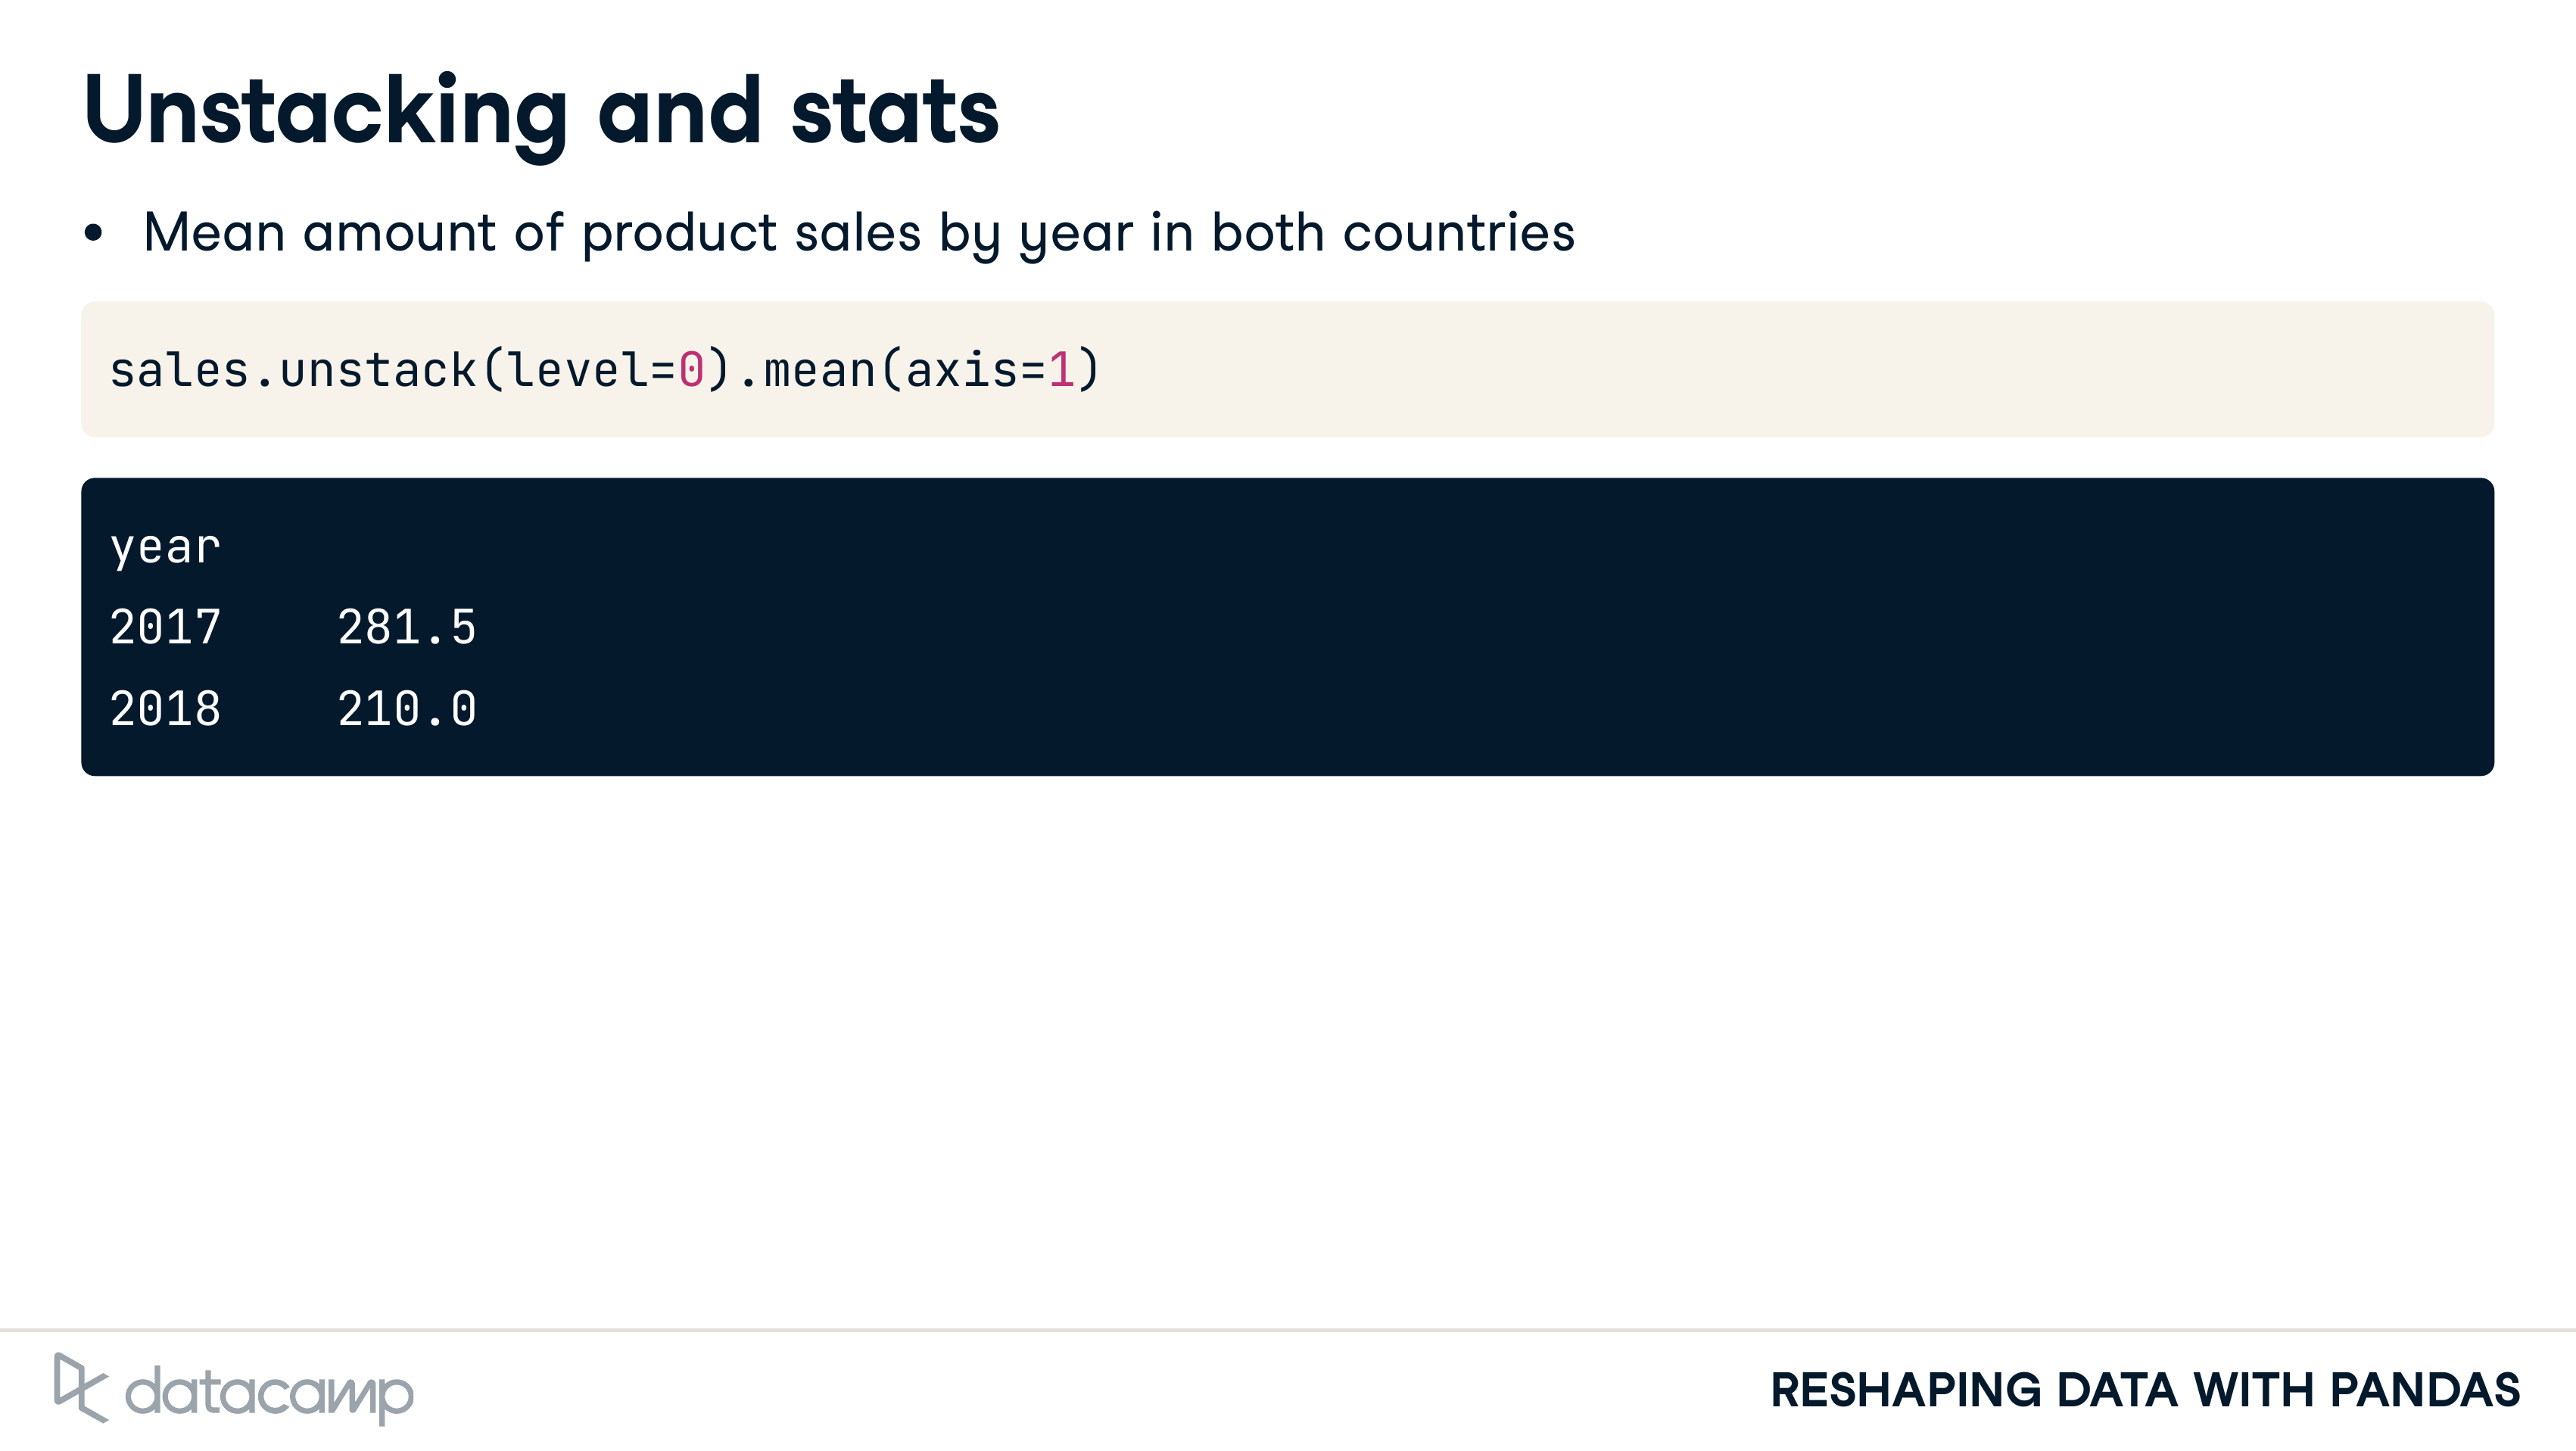 Unstacking and stats
• Mean amount of product sales by year in both countries
sales.unstack(level=0).mean(axis=1)
year
2017    281.5
2018    210.0
datacamp
RESHAPING DATA WITH PANDAS